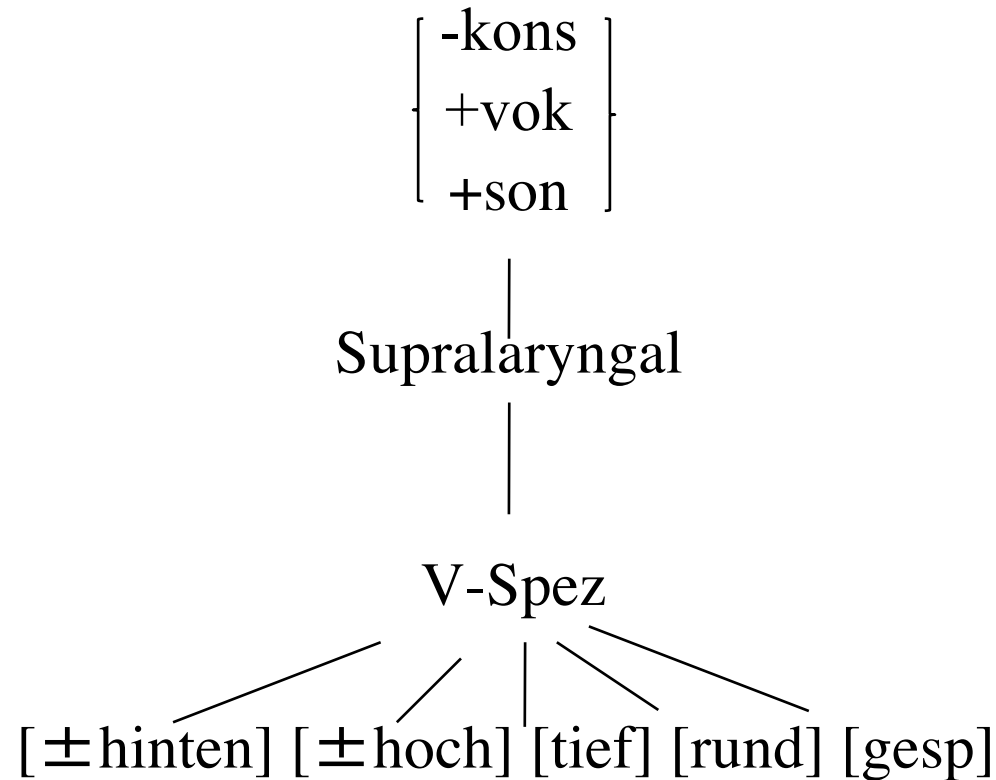 -kons
+vok
+son
Supralaryngal
V-Spez
[±hinten] [±hoch] [tief] [rund] [gesp]